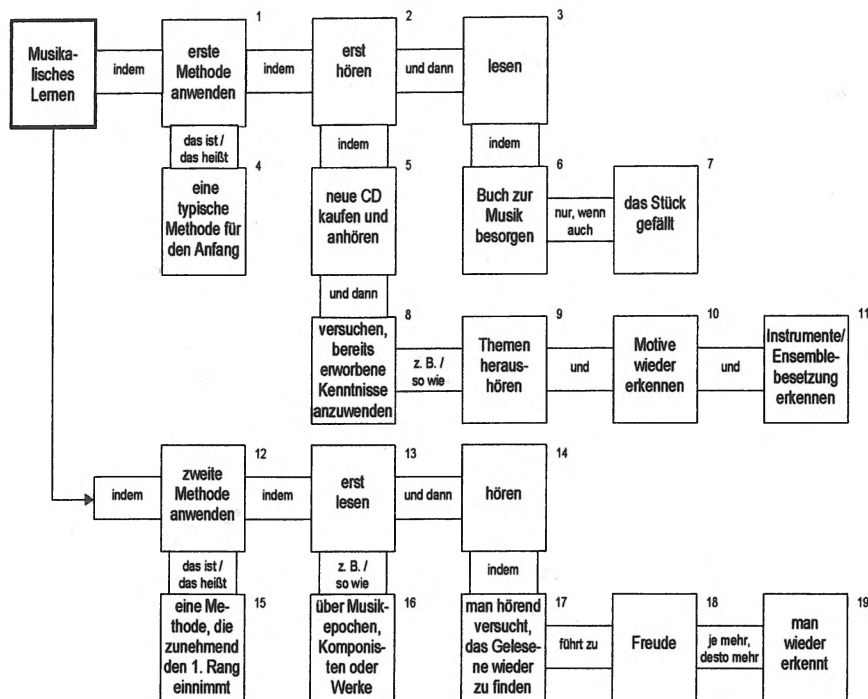 Musika-
lisches
Lernen
indem
1
erste
Methode
anwenden
indem
2
erst
hören
und dann
3
lesen
das ist /
das heißt
4
eine
typische
Methode für
den Anfang
indem
5
neue CD
kaufen und
anhören
indem
6
Buch zur
Musik
besorgen
nur, wenn
auch
7
das Stück
gefällt
und dann
8
versuchen,
bereits
erworbene
Kenntnisse
anzuwenden
z. B. /
so wie
9
Themen
heraus-
hören
und
10
Motive
wieder
erkennen
und
11
Instrumente/
Ensemble-
besetzung
erkennen
indem
12
zweite
Methode
anwenden
indem
13
erst
lesen
und dann
14
hören
das ist /
das heißt
15
eine Me-
thode, die
zunehmend
den 1. Rang
einnimmt
z. B. /
so wie
16
über Musik-
epochen,
Komponis-
ten oder
Werke
indem
17
man hörend
versucht,
das Gelese-
ne wieder
zu finden
führt zu
18
Freude
je mehr,
desto mehr
19
man
wieder
erkennt